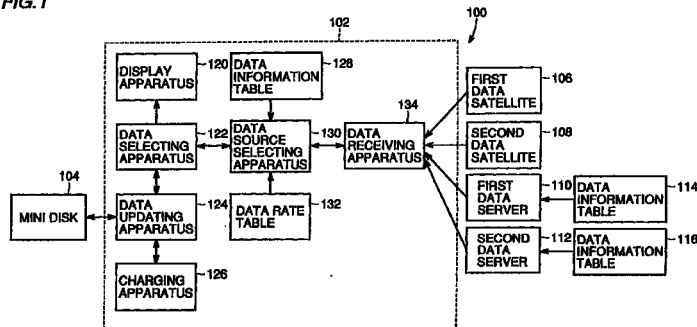 FIG.1
100
102
DISPLAY
APPARATUS
120
DATA
INFORMATION
TABLE
128
DATA
SELECTING
APPARATUS
122
DATA
SOURCE
SELECTING
APPARATUS
130
134
DATA
RECEIVING
APPARATUS
FIRST
DATA
SATELLITE
106
SECOND
DATA
SATELLITE
108
104
MINI DISK
DATA
UPDATING
APPARATUS
124
DATA RATE
TABLE
132
FIRST
DATA
SERVER
110
DATA
INFORMATION
TABLE
114
SECOND
DATA
SERVER
112
DATA
INFORMATION
TABLE
116
CHARGING
APPARATUS
126